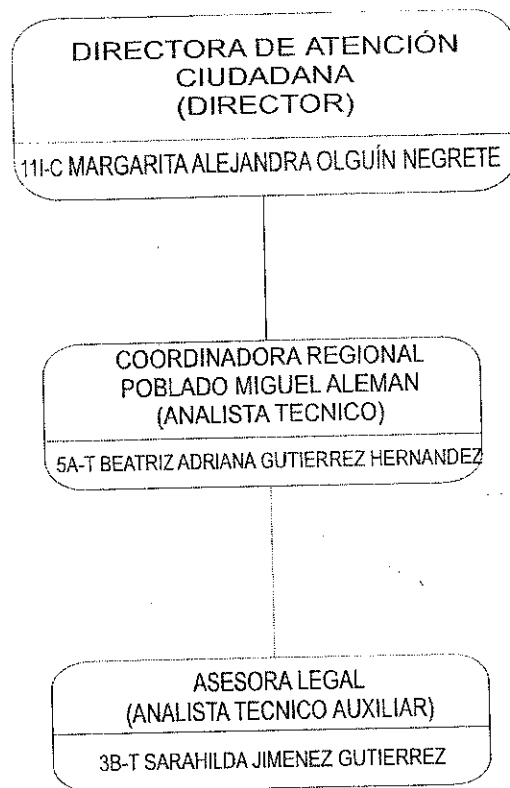 DIRECTORA DE ATENCIÓN
CIUDADANA
(DIRECTOR)
11I-C MARGARITA ALEJANDRA OLGUÍN NEGRETE
COORDINADORA REGIONAL
POBLADO MIGUEL ALEMAN
(ANALISTA TECNICO)
5A-T BEATRIZ ADRIANA GUTIERREZ HERNANDEZ
ASESORA LEGAL
(ANALISTA TECNICO AUXILIAR)
3B-T SARAHILDA JIMENEZ GUTIERREZ